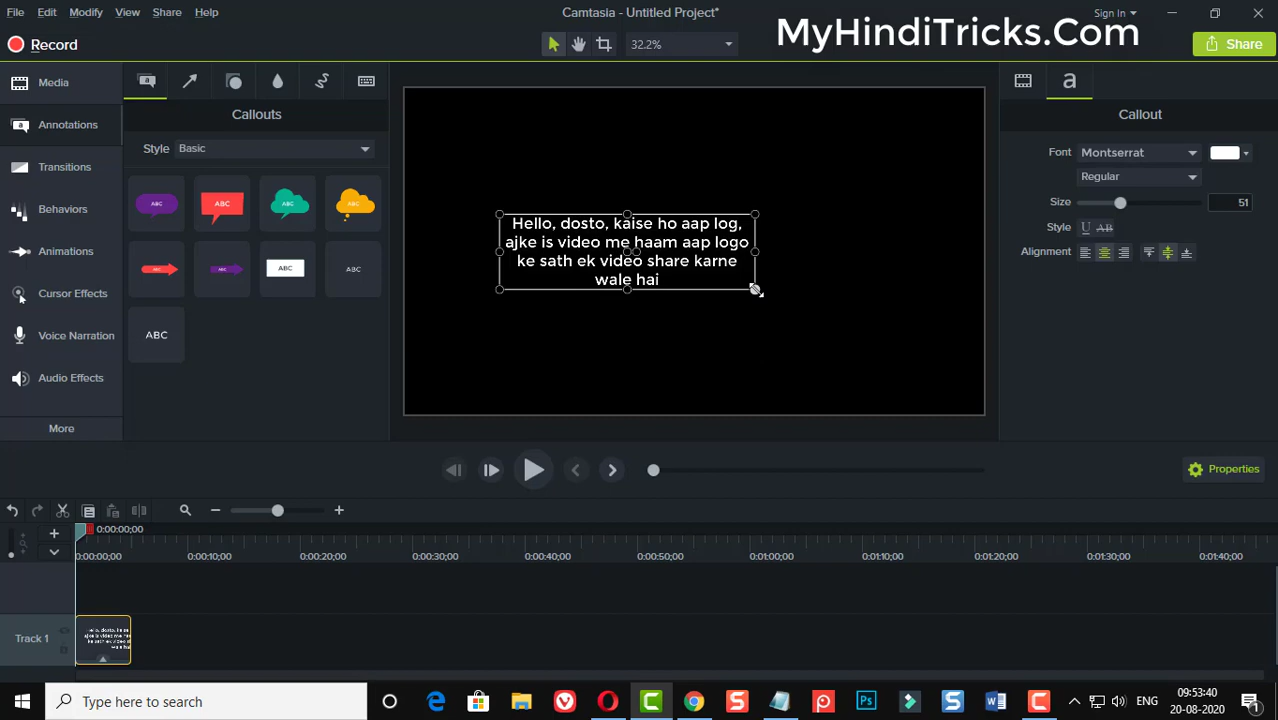 File Edit Modify View Share Help
Camtasia - Untitled Project*
Sign In
MyHindiTricks.Com
Record
32.2%
Share
Media
Annotations
Transitions
Behaviors
Animations
Cursor Effects
Voice Narration
Audio Effects
More
Callouts
Style Basic
ABC ABC ABC ABC
ABC ABC ABC ABC
ABC
Hello, dosto, kaise ho aap log,
ajke is video me haam aap logo
ke sath ek video share karne
wale hai
a
Callout
Font Montserrat
Regular
Size 51
Style U AB
Alignment
Properties
0:00:00;00
0:00:00;00 0:00:10;00 0:00:20;00 0:00:30;00 0:00:40;00 0:00:50;00 0:01:00;00 0:01:10;00 0:01:20;00 0:01:30;00 0:01:40;00
Track 1
Type here to search
ENG
09:53:40
20-08-2020